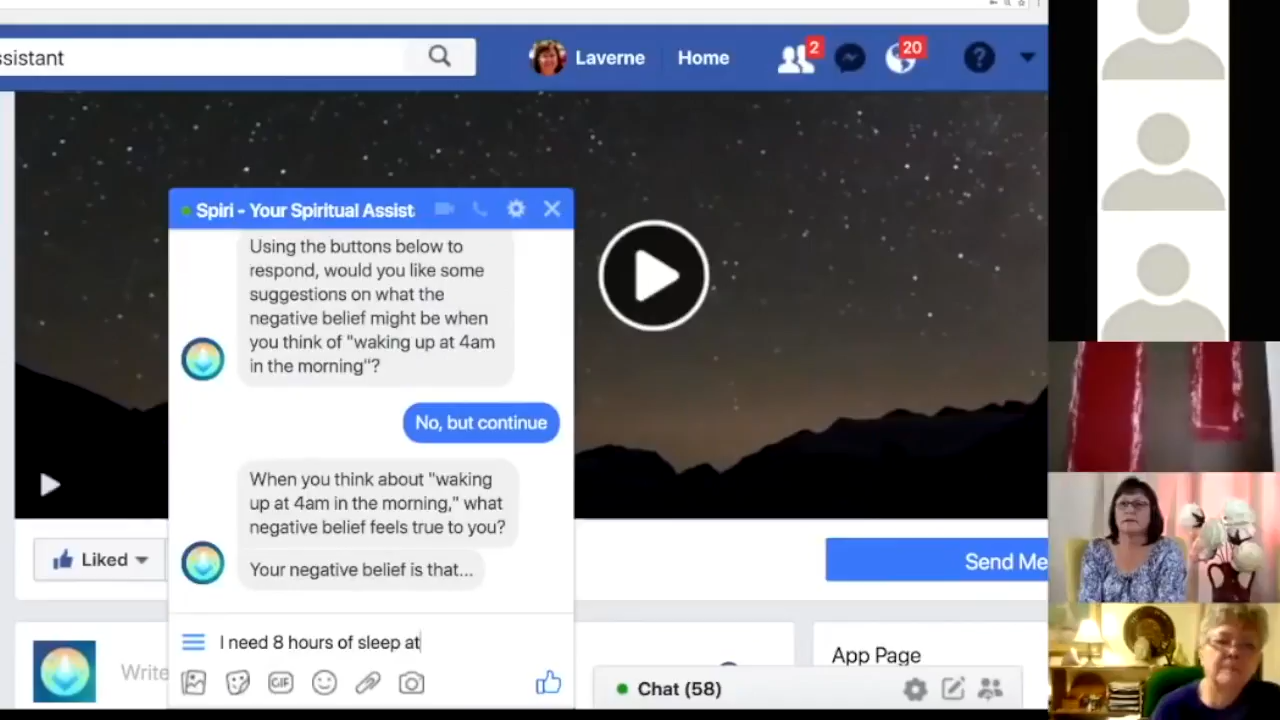 ssistant
Laverne
Home
2
20
?
Spiri - Your Spiritual Assist
Using the buttons below to
respond, would you like some
suggestions on what the
negative belief might be when
you think of "waking up at 4am
in the morning"?
No, but continue
When you think about "waking
up at 4am in the morning," what
negative belief feels true to you?
Your negative belief is that...
I need 8 hours of sleep at
GIF
Liked
Send Me
Write
App Page
Chat (58)